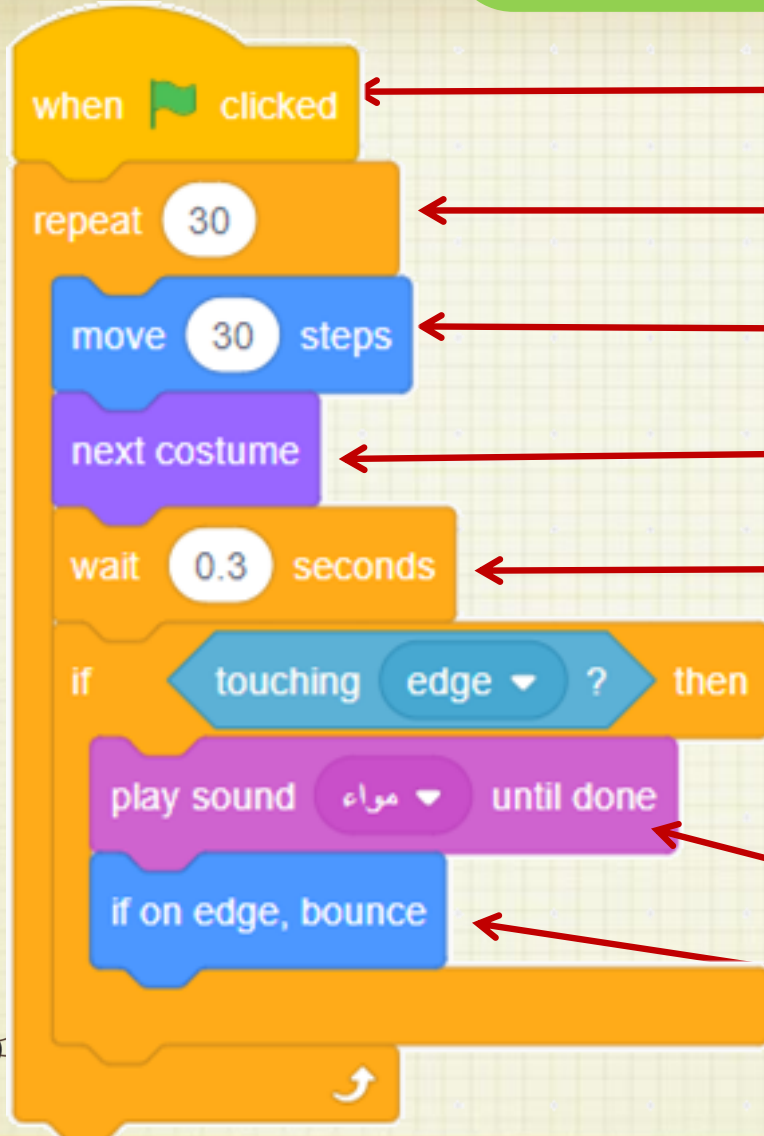 when clicked
repeat 30
move 30 steps
next costume
wait 0.3 seconds
if touching edge ? then
play sound مواء until done
if on edge, bounce